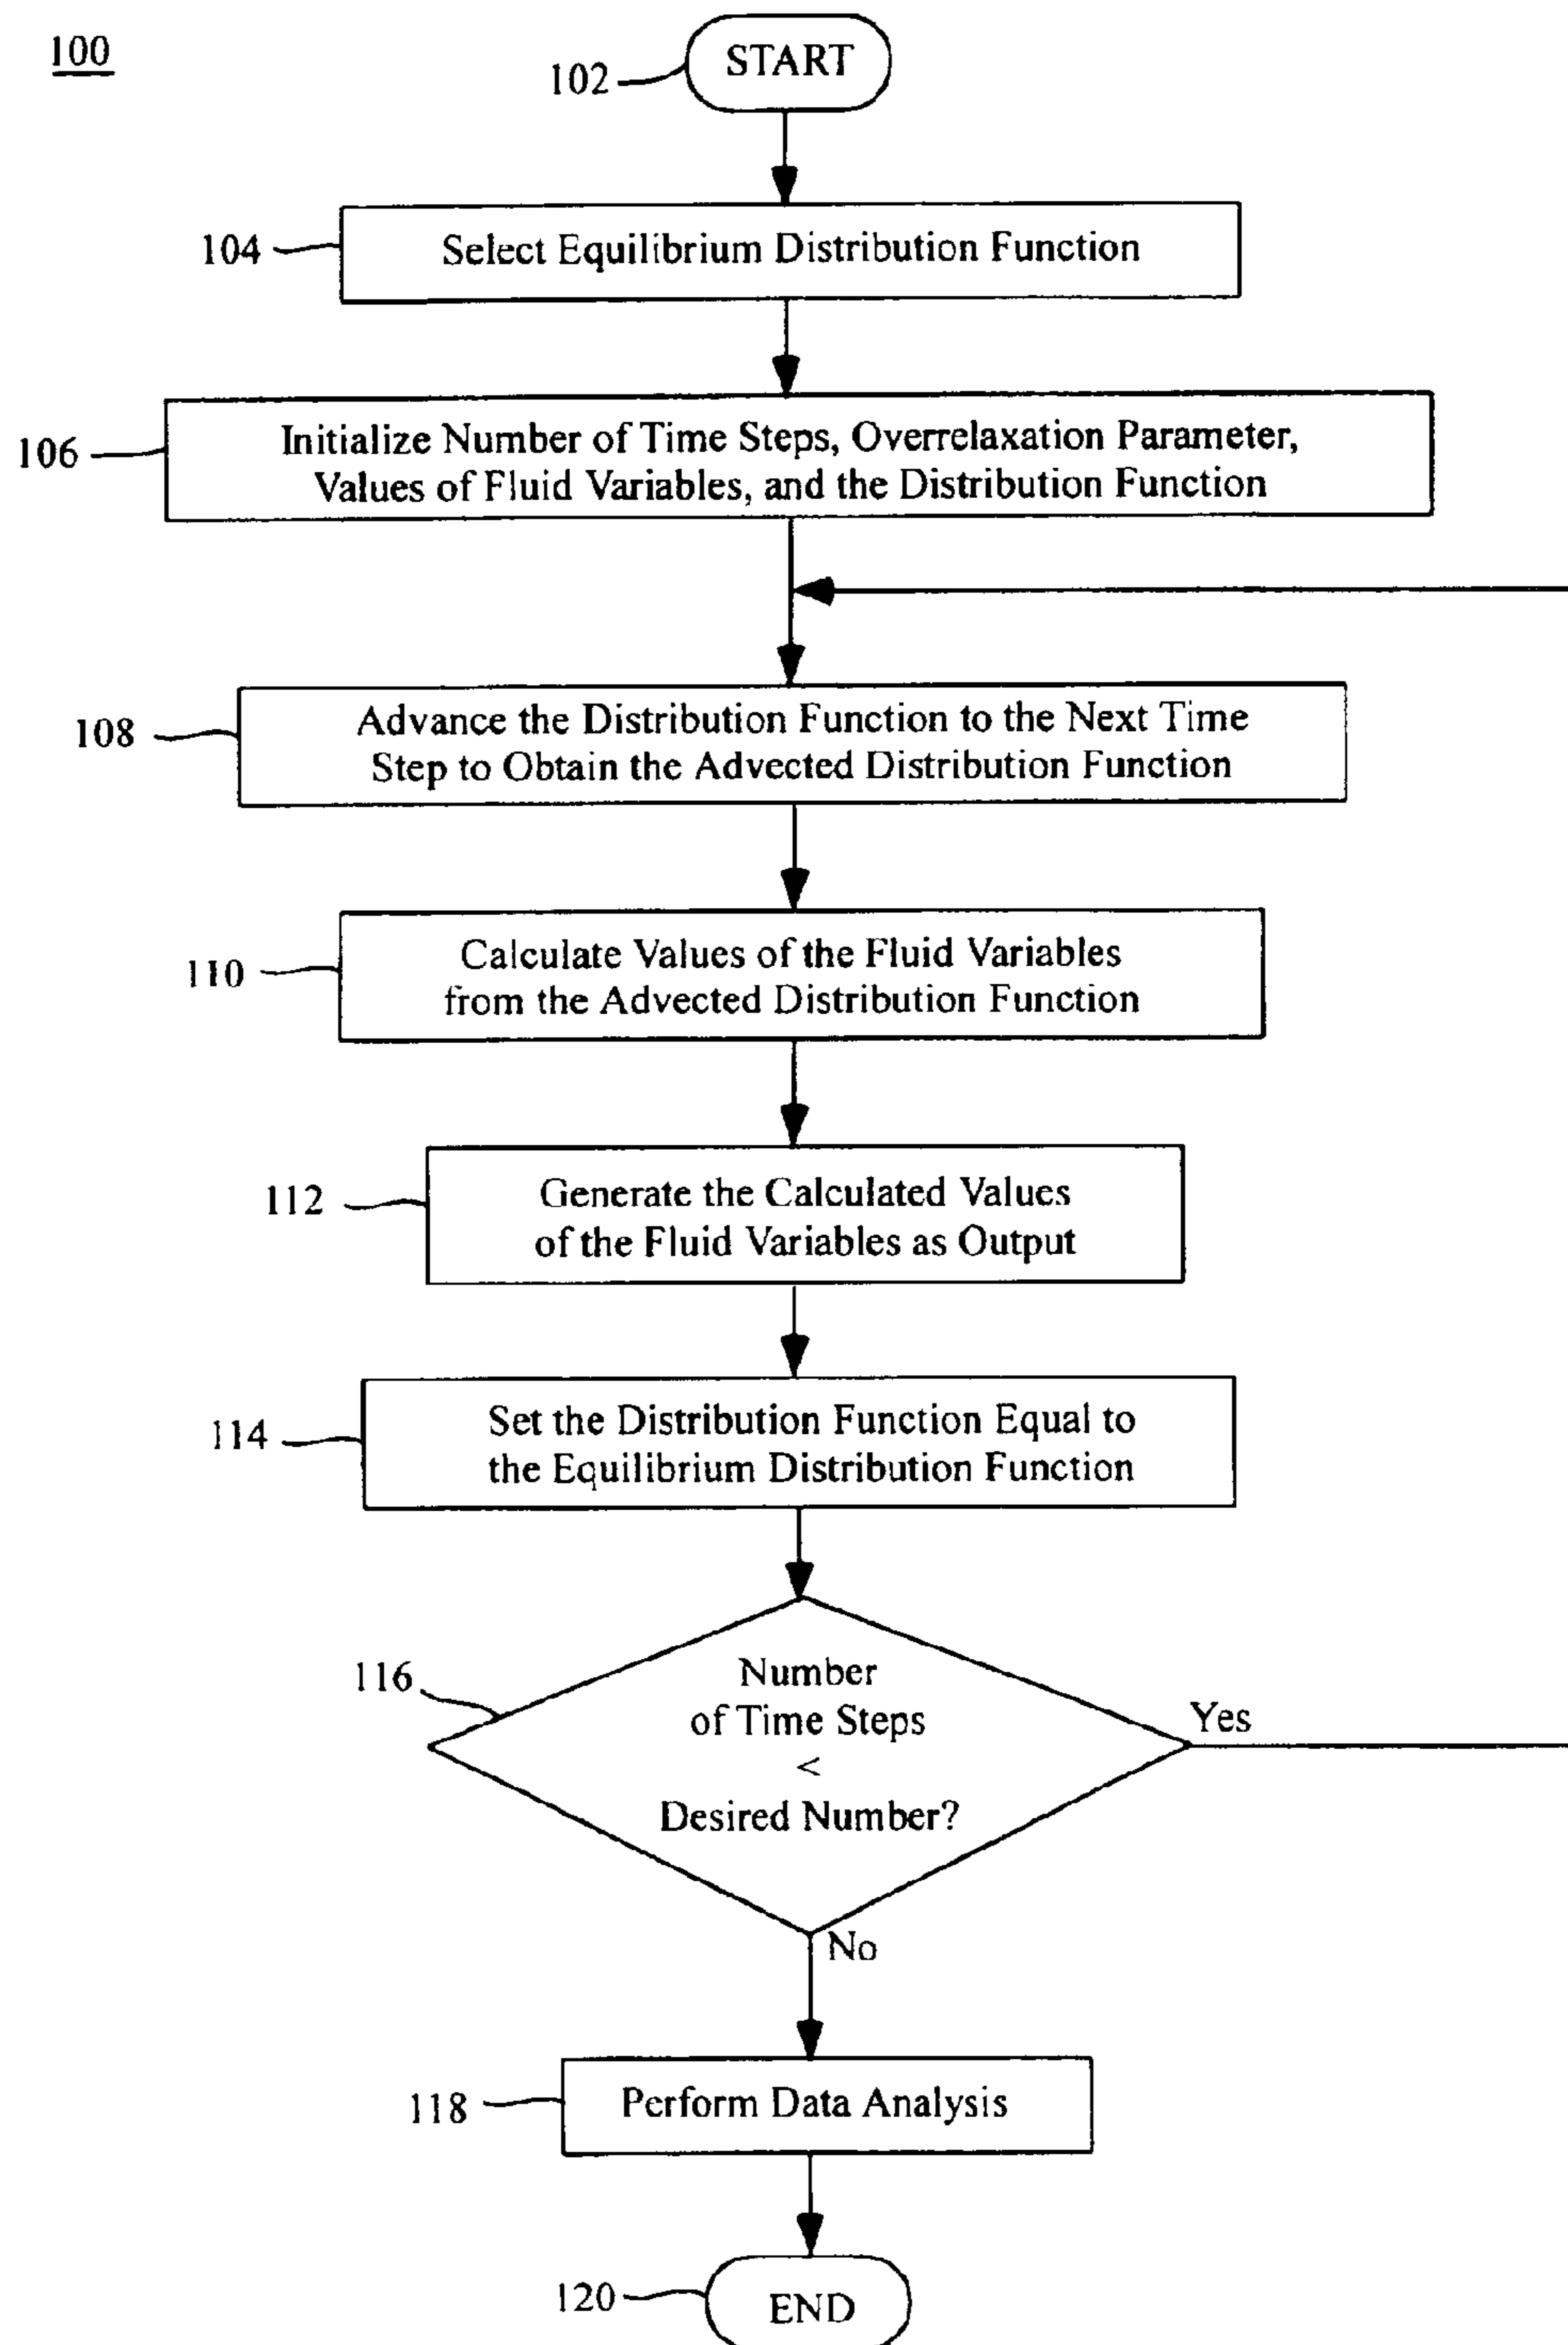 100
102
START
104
Select Equilibrium Distribution Function
106
Initialize Number of Time Steps, Overrelaxation Parameter,
Values of Fluid Variables, and the Distribution Function
108
Advance the Distribution Function to the Next Time
Step to Obtain the Advected Distribution Function
110
Calculate Values of the Fluid Variables
from the Advected Distribution Function
112
Generate the Calculated Values
of the Fluid Variables as Output
114
Set the Distribution Function Equal to
the Equilibrium Distribution Function
116
Number
of Time Steps
<
Desired Number?
Yes
No
118
Perform Data Analysis
120
END